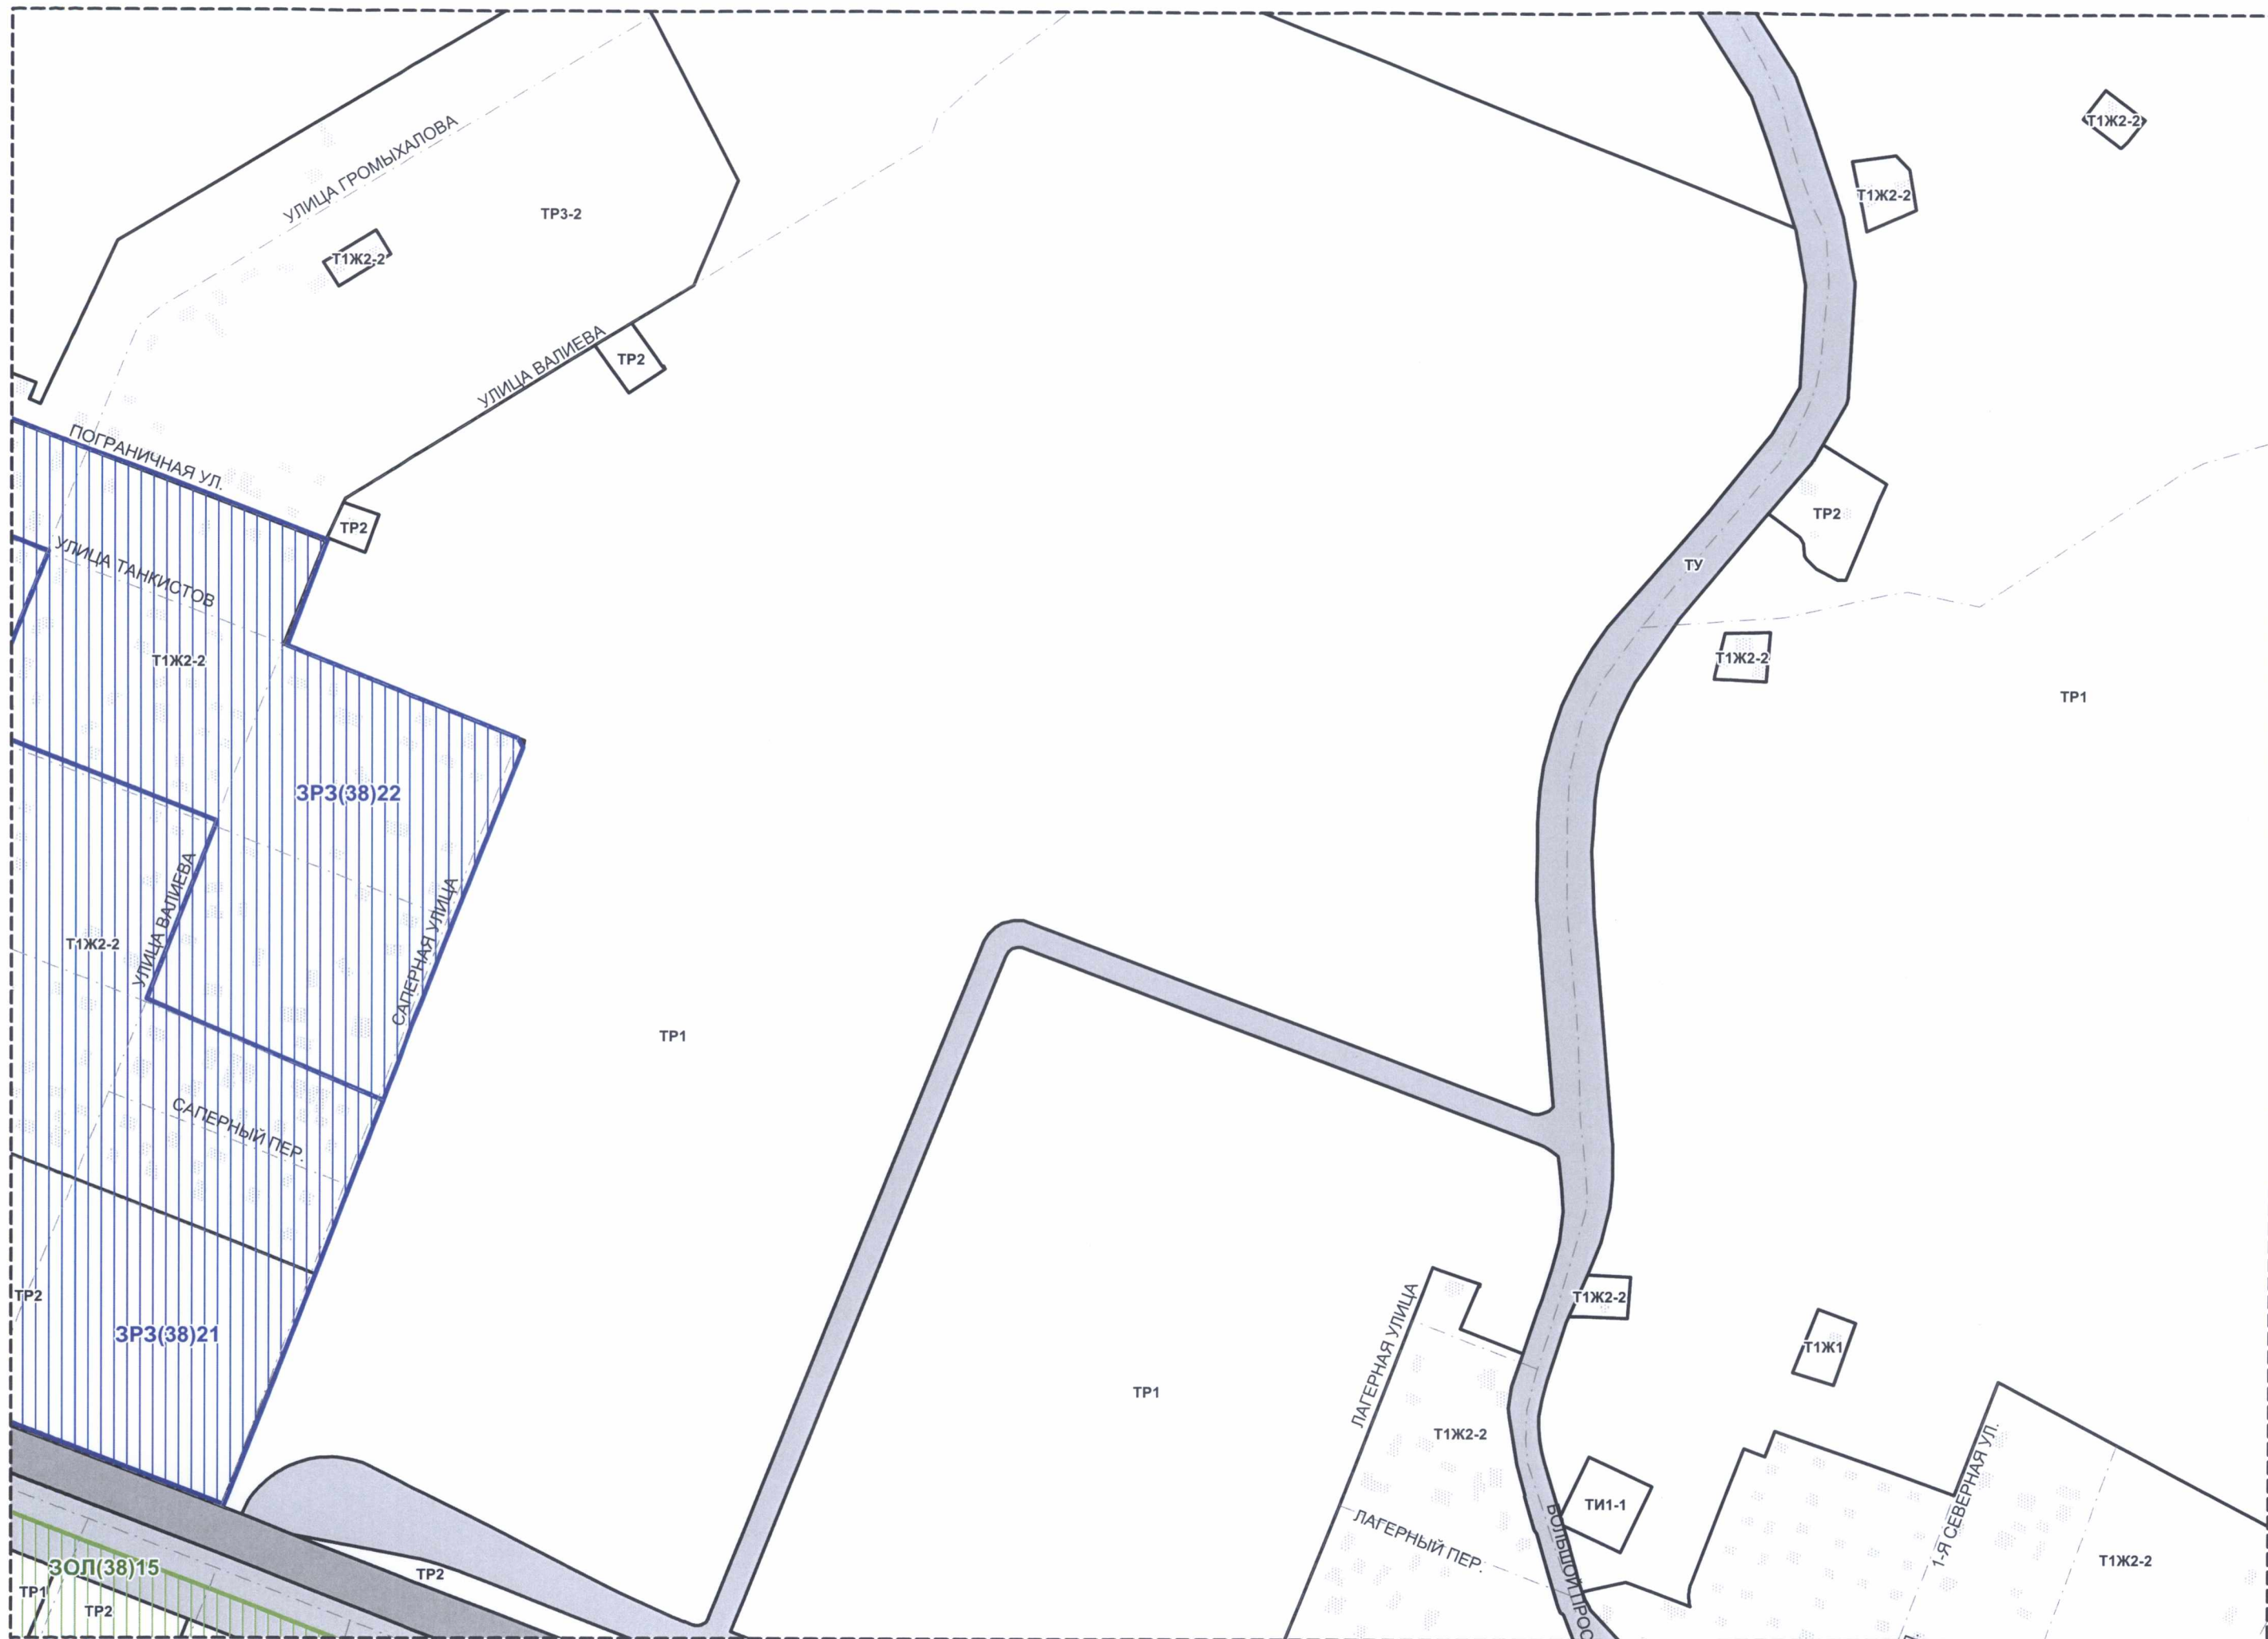 Т1Ж2-2
УЛИЦА ГРОМЫХАЛОВА
Т1Ж2-2
ТР3-2
Т1Ж2-2
УЛИЦА ВАЛИЕВА
ТР2
ПОГРАНИЧНАЯ УЛ.
ТР2
ТР2
УЛИЦА ТАНКИСТОВ
ТУ
Т1Ж2-2
Т1Ж2-2
ТР1
ЗРЗ(38)22
УЛИЦА ВАЛИЕВА
САПЕРНАЯ УЛИЦА
Т1Ж2-2
ТР1
САПЕРНЫЙ ПЕР.
ТР2
Т1Ж2-2
ЗРЗ(38)21
ЛАГЕРНАЯ УЛИЦА
Т1Ж1
ТР1
Т1Ж2-2
ТИ1-1
1-Я СЕВЕРНАЯ УЛ.
ЛАГЕРНЫЙ ПЕР.
БОЛЬШОЙ ПРОС
Т1Ж2-2
ЗОЛ(38)15
ТР2
ТР1
ТР2